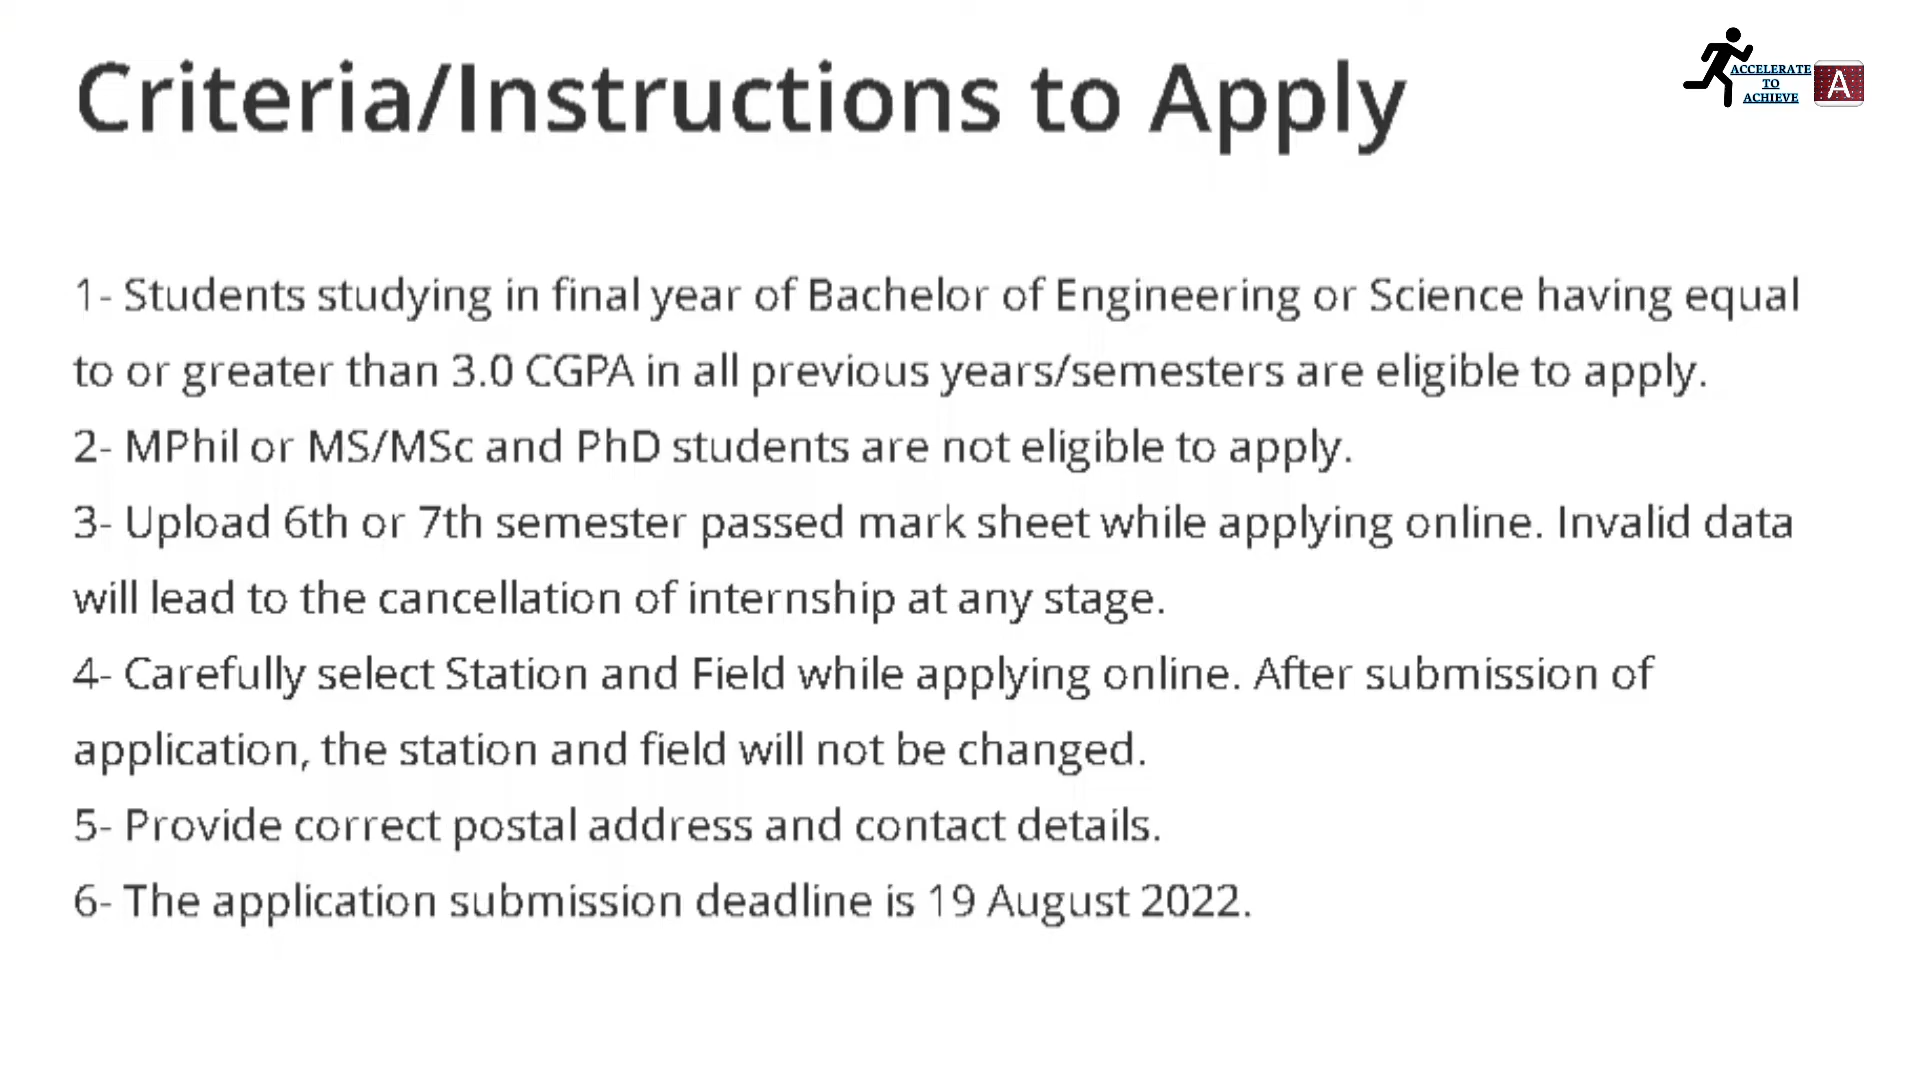 Criteria/Instructions to Apply
ACCELERATE
TO
ACHIEVE
A
1- Students studying in final year of Bachelor of Engineering or Science having equal
to or greater than 3.0 CGPA in all previous years/semesters are eligible to apply.
2- MPhil or MS/MSc and PhD students are not eligible to apply.
3- Upload 6th or 7th semester passed mark sheet while applying online. Invalid data
will lead to the cancellation of internship at any stage.
4- Carefully select Station and Field while applying online. After submission of
application, the station and field will not be changed.
5- Provide correct postal address and contact details.
6- The application submission deadline is 19 August 2022.